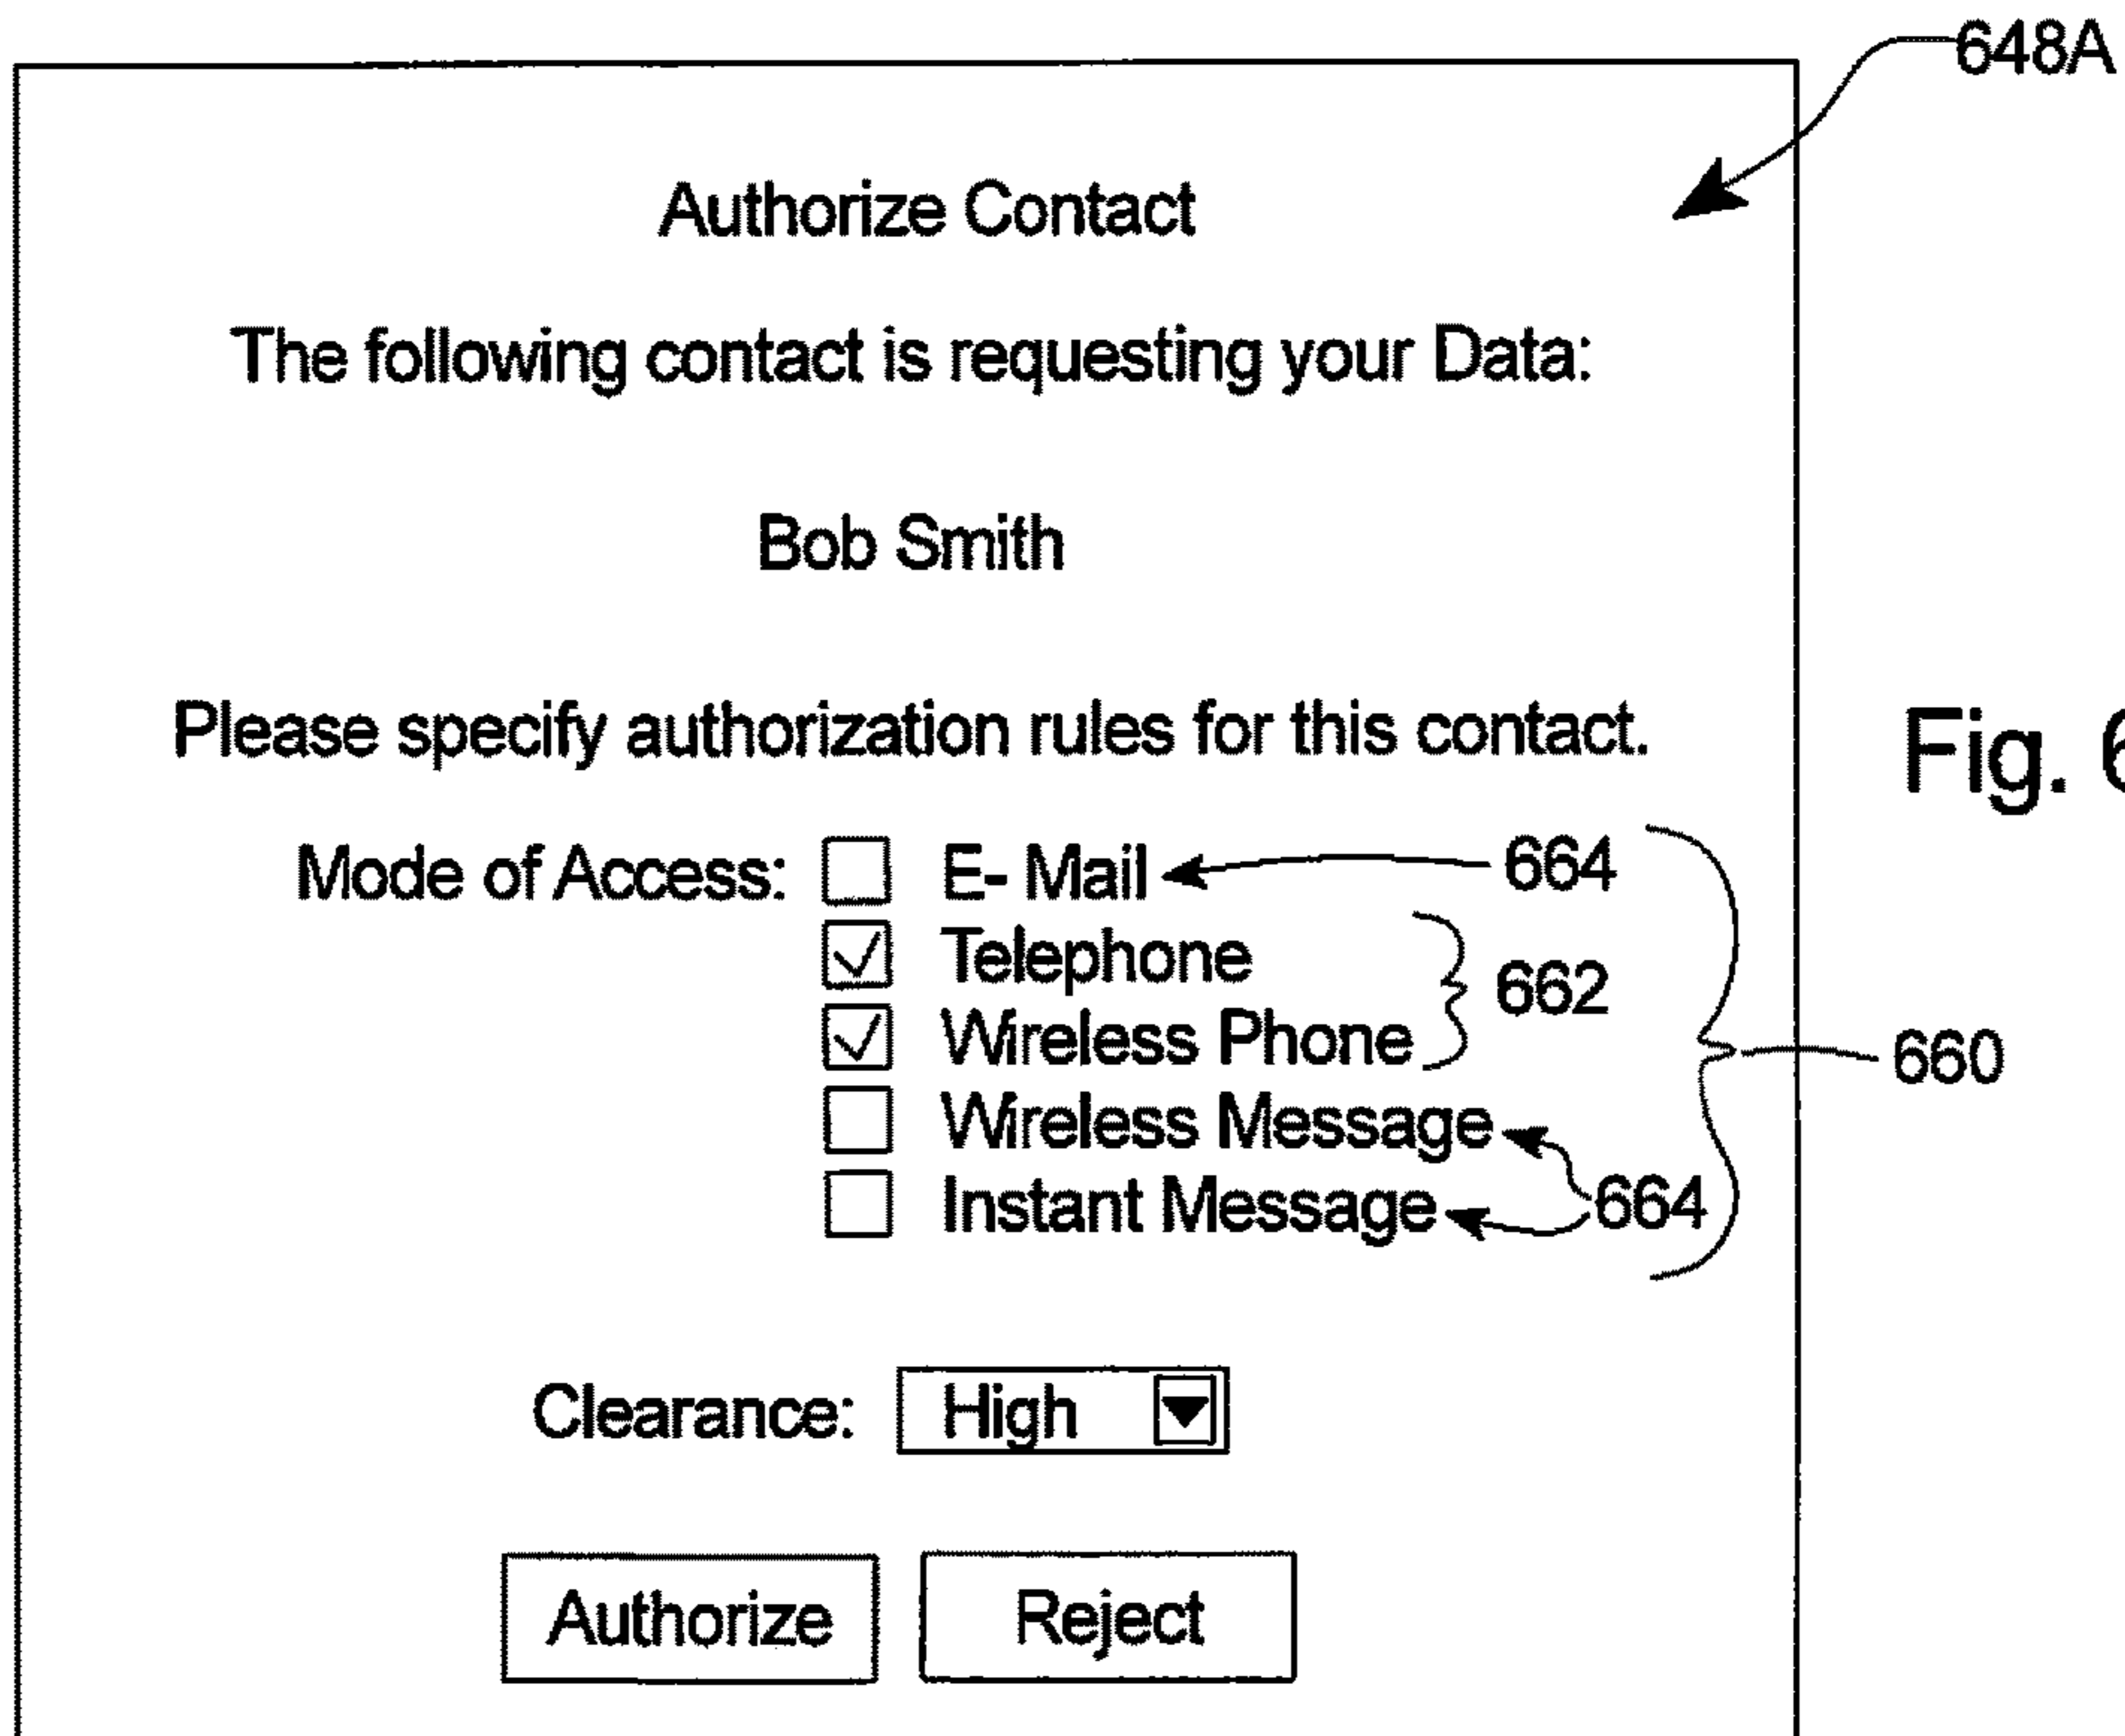 648A
Authorize Contact
The following contact is requesting your Data:
Bob Smith
Please specify authorization rules for this contact.
Fig. 6
Mode of Access:
E- Mail
664
Telephone
662
Wireless Phone
660
Wireless Message
Instant Message
664
Clearance: High
Authorize
Reject